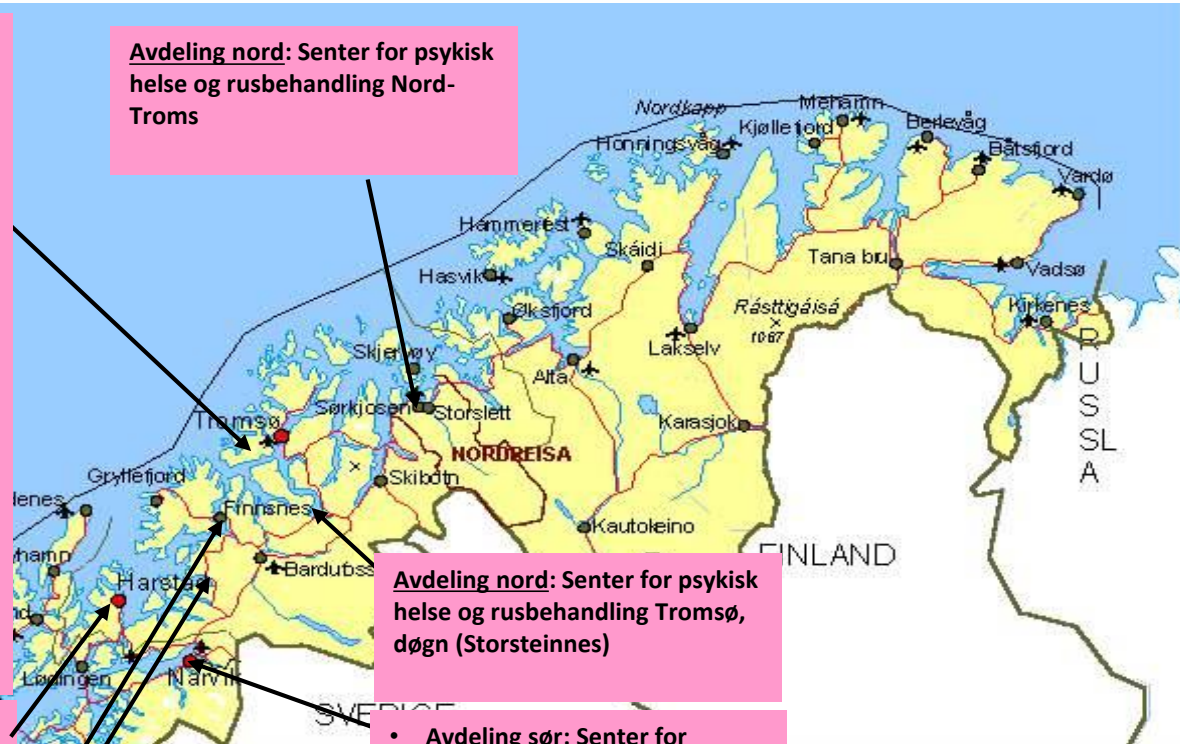 Avdeling nord: Senter for psykisk
helse og rusbehandling Nord-
Troms
Nordkapp
Mehamn
Kjøllefjord
Berlevåg
Honningsvåg
Båtsfjord
Vardø
Hammerfest
Skáidi
Tana bru
Vadsø
Hasvik
Øksfjord
Rásttigáisá
1067
Kirkenes
Lakselv
Skjervøy
Alta
RUSSLA
Sørkjosen
Storslett
Tromsø
Karasjok
NORDREISA
Gryllefjord
Skibotn
denes
Finnsnes
Kautokeino
FINLAND
hamn
Bardufoss
Harstad
Avdeling nord: Senter for psykisk
helse og rusbehandling Tromsø,
døgn (Storsteinnes)
Lødingen
Narvik
SVERIGE
• Avdeling sør: Senter for